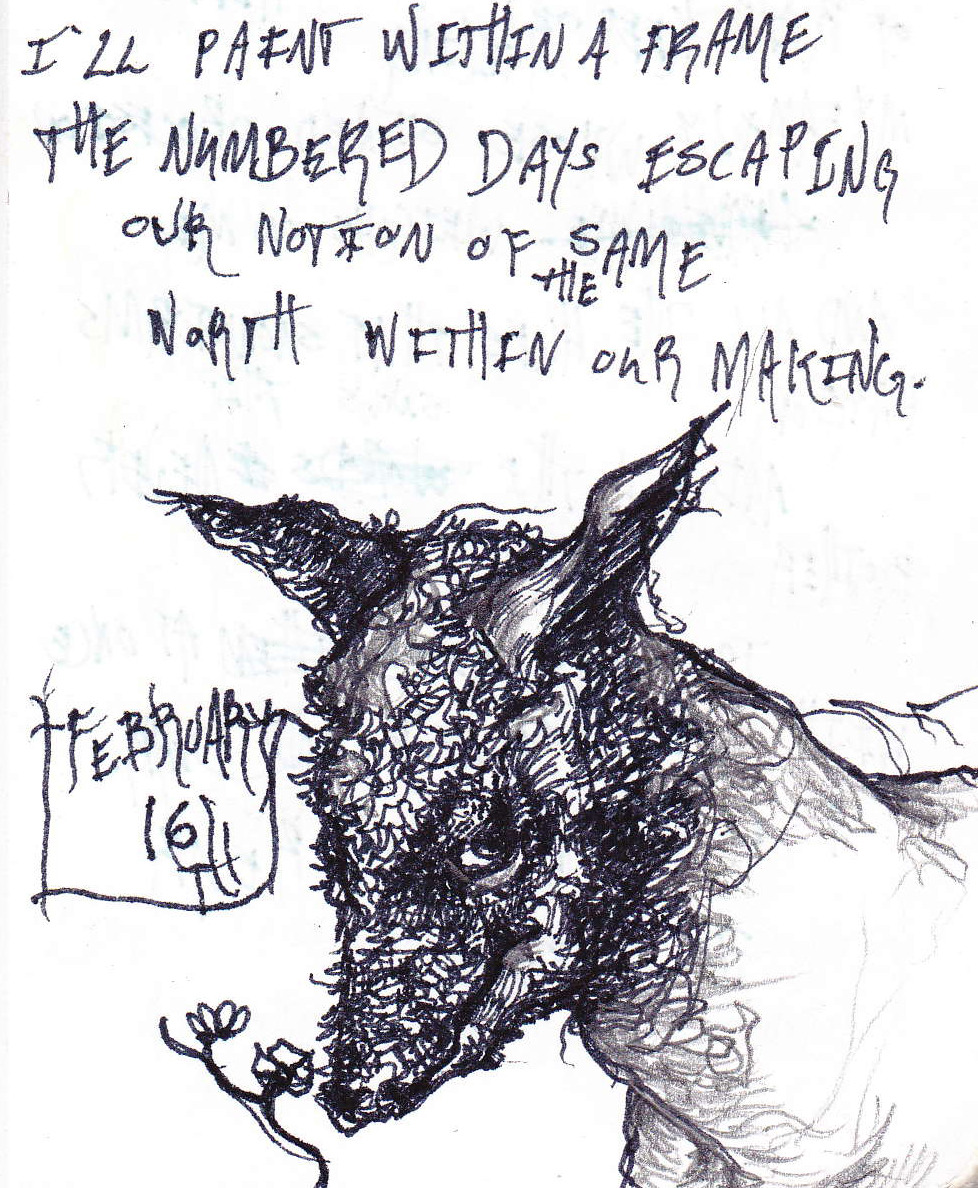 I'LL PAINT WITHIN A FRAME
THE NUMBERED DAYS ESCAPING
OUR NOTION OF THE SAME
NORTH WITHIN OUR MAKING.
FEBRUARY
16TH